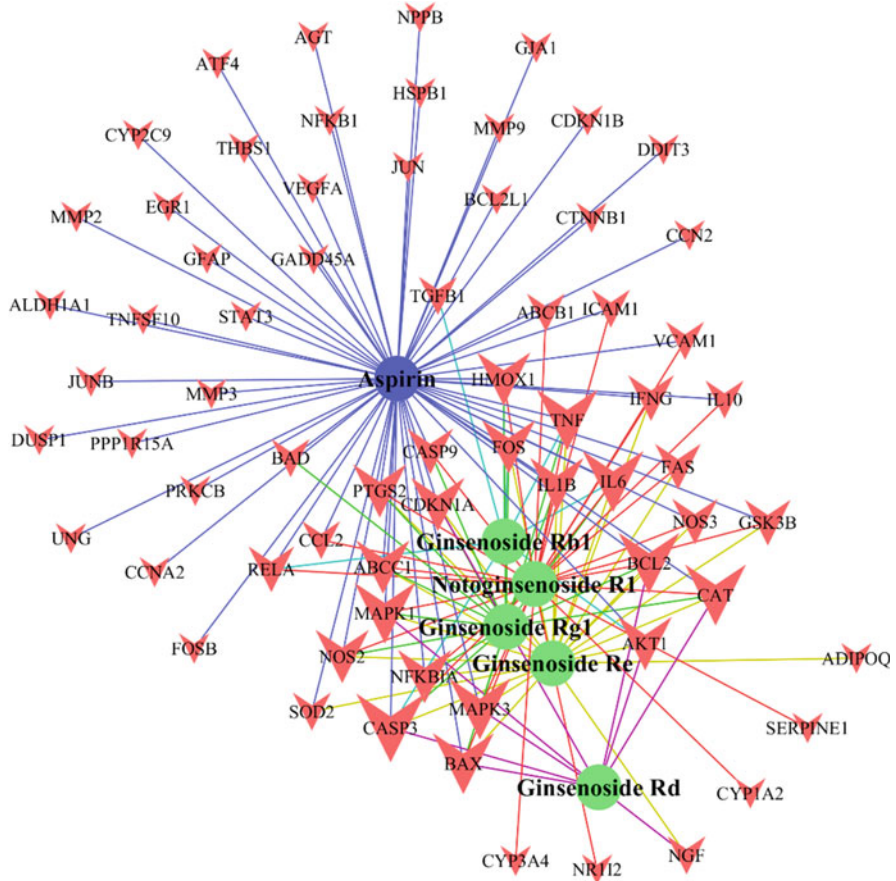 NPPB
AGT
GJA1
ATF4
HSPB1
NFKB1
MMP9
CDKN1B
CYP2C9
THBS1
DDIT3
JUN
VEGFA
BCL2L1
EGR1
MMP2
CTNNB1
CCN2
GFAP
GADD45A
TGFB1
ALDH1A1
TNFSF10
STAT3
ABCB1
ICAM1
VCAM1
JUNB
MMP3
Aspirin
HMOX1
IFNG
IL10
TNF
DUSP1
PPP1R15A
BAD
CASP9
FOS
FAS
PRKCB
PTGS2
CDKN1A
IL1B
IL6
NOS3
GSK3B
UNG
CCL2
Ginsenoside Rb1
CCNA2
RELA
ABCC1
Notoginsenoside R1
BCL2
CAT
MAPK1
Ginsenoside Rg1
FOSB
NOS2
NFKBIA
Ginsenoside Re
AKT1
ADIPOQ
SOD2
CASP3
MAPK3
SERPINE1
BAX
Ginsenoside Rd
CYP1A2
CYP3A4
NR1I2
NGF